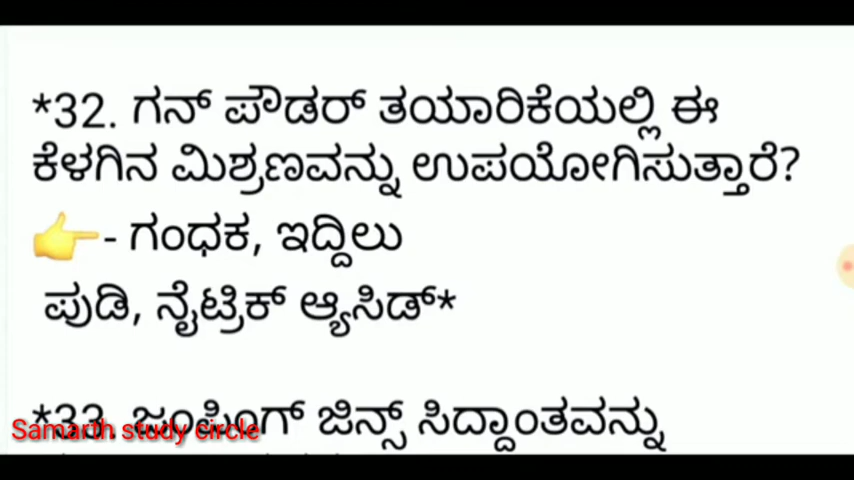 *32. ಗನ್ ಪೌಡರ್ ತಯಾರಿಕೆಯಲ್ಲಿ ಈ
ಕೆಳಗಿನ ಮಿಶ್ರಣವನ್ನು ಉಪಯೋಗಿಸುತ್ತಾರೆ?
👉- ಗಂಧಕ, ಇದ್ದಿಲು
ಪುಡಿ, ನೈಟ್ರಿಕ್ ಆ್ಯಸಿಡ್*
*33. ಜಂಪಿಂಗ್ ಜಿನ್ಸ್ ಸಿದ್ದಾಂತವನ್ನು
Samarth study circle